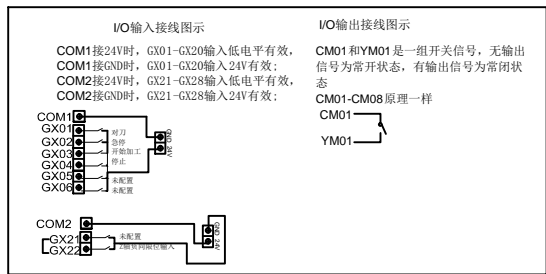 I/O输入接线图示
COM1接24V时，GX01-GX20输入低电平有效，
COM1接GND时，GX01-GX20输入24V有效;
COM2接24V时，GX21-GX28输入低电平有效，
COM2接GND时，GX21-GX28输入24V有效;
COM1
GX01 对刀
GX02 急停
GX03 开始加工
GX04 停止
GX05 未配置
GX06 未配置
GND 24V
COM2
GX21 未配置
GX22 Z轴负向限位输入
GND 24V
I/O输出接线图示
CM01和YM01是一组开关信号，无输出
信号为常开状态，有输出信号为常闭状
态
CM01-CM08原理一样
CM01
YM01